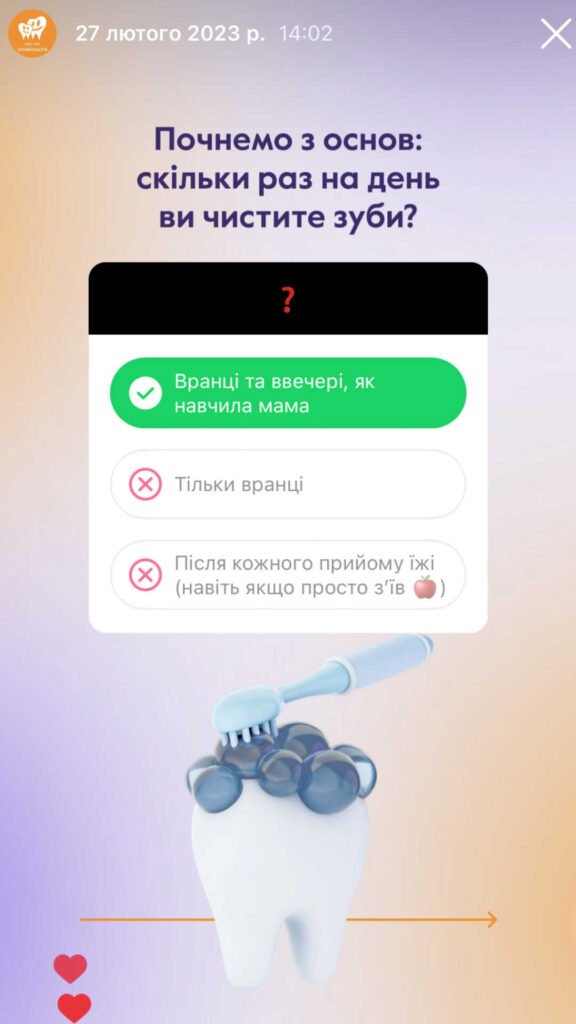 27 лютого 2023 р. 14:02
Почнемо з основ:
скільки раз на день
ви чистите зуби?
❓
Вранці та ввечері, як
навчила мама
Тільки вранці
Після кожного прийому їжі
(навіть якщо просто з’їв 🍎)